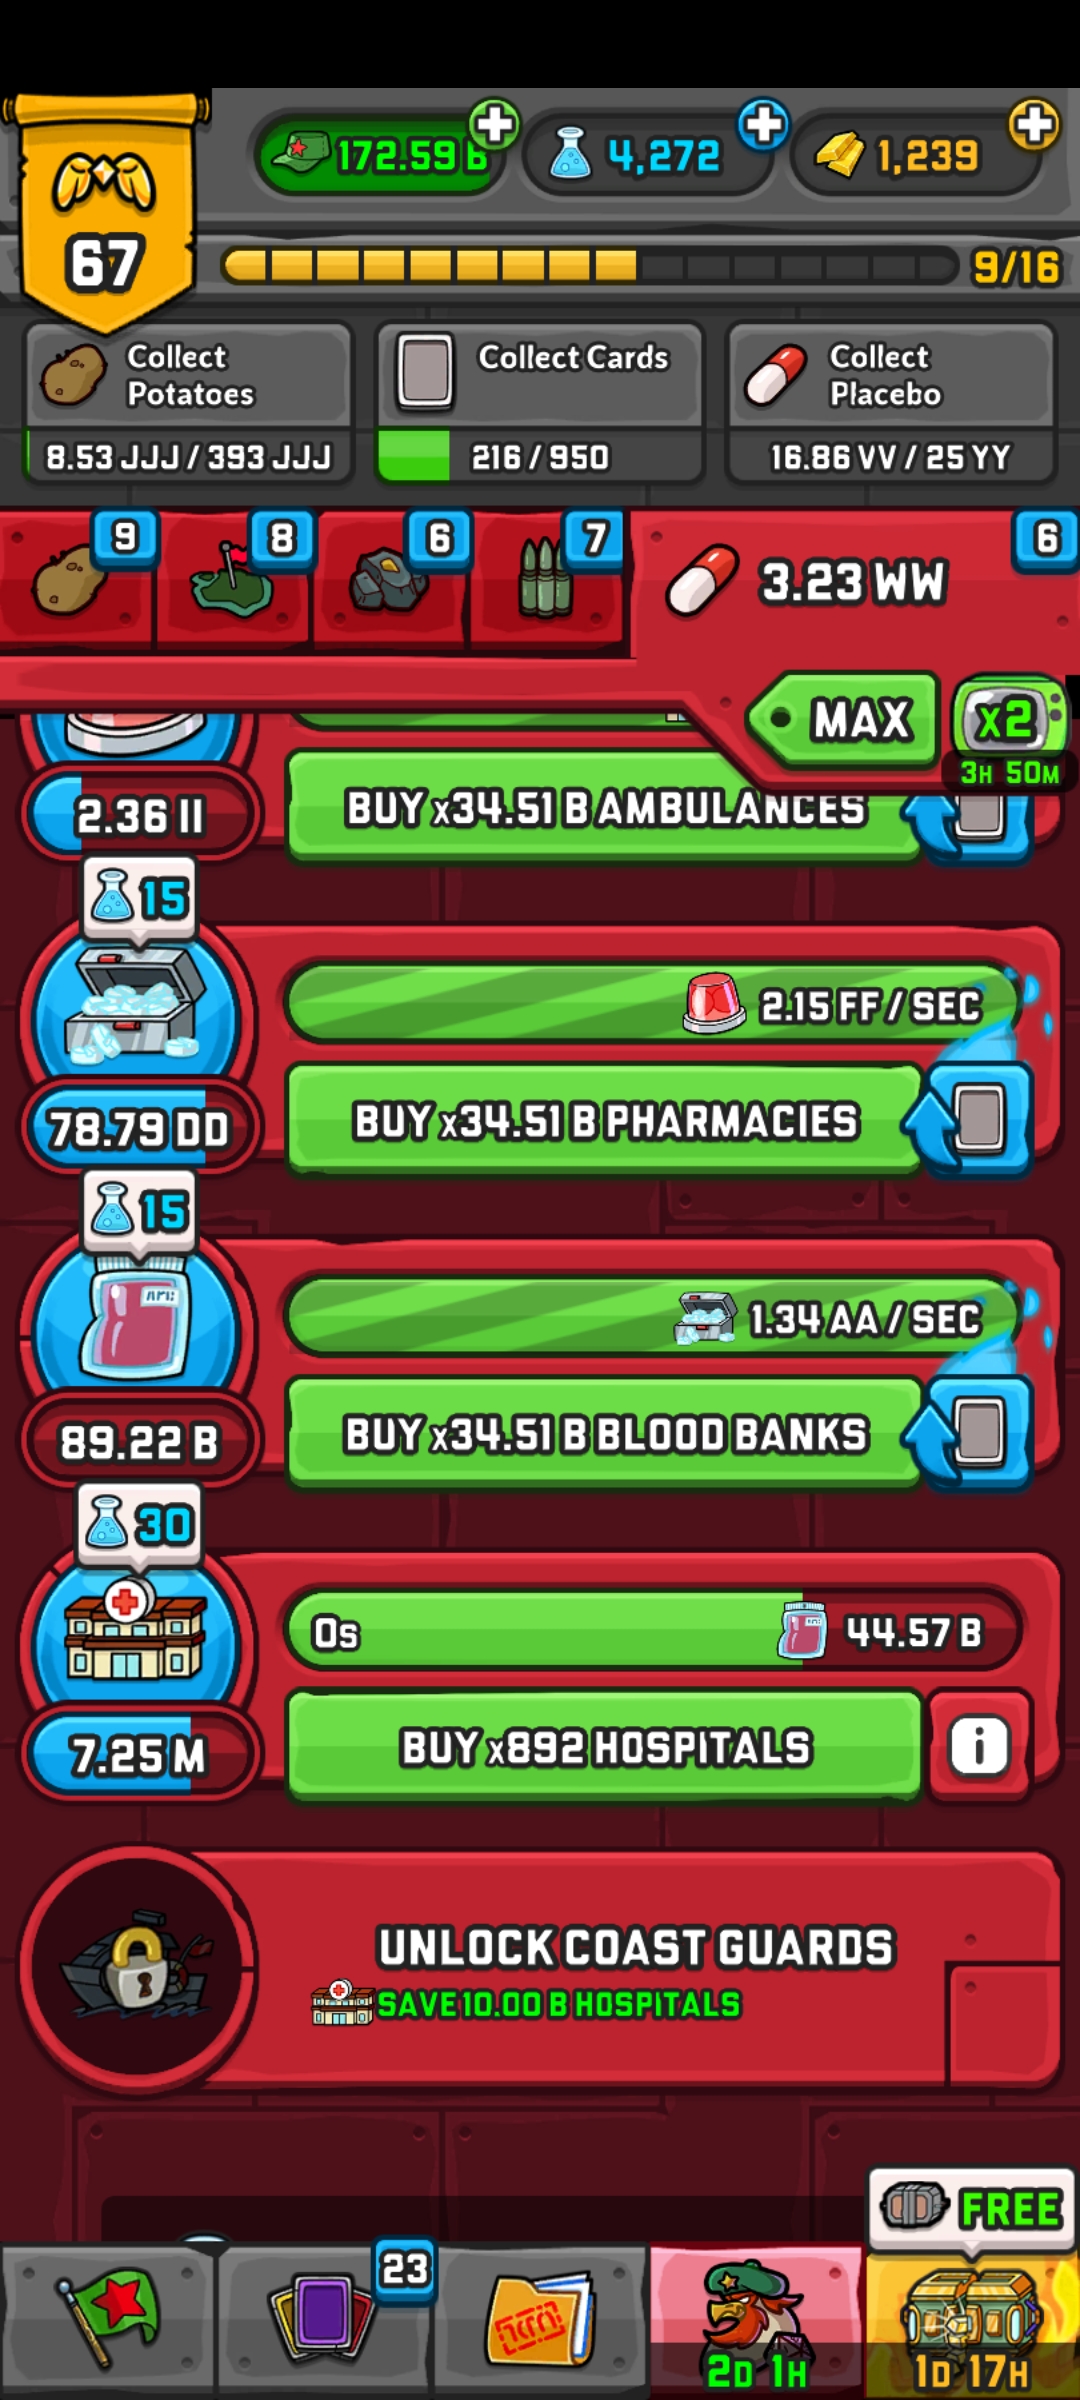 172.59 B
4,272
1,239
67
9/16
Collect
Potatoes
8.53 JJJ / 393 JJJ
Collect Cards
216 / 950
Collect
Placebo
16.86 VV / 25 YY
9
8
6
7
3.23 WW
6
MAX
x2
3H 50M
2.36 II
BUY x34.51 B AMBULANCES
15
2.15 FF / SEC
78.79 DD
BUY x34.51 B PHARMACIES
15
1.34 AA / SEC
89.22 B
BUY x34.51 B BLOOD BANKS
30
0s
44.57 B
7.25 M
BUY x892 HOSPITALS
i
UNLOCK COAST GUARDS
SAVE 10.00 B HOSPITALS
FREE
23
2D 1H
1D 17H